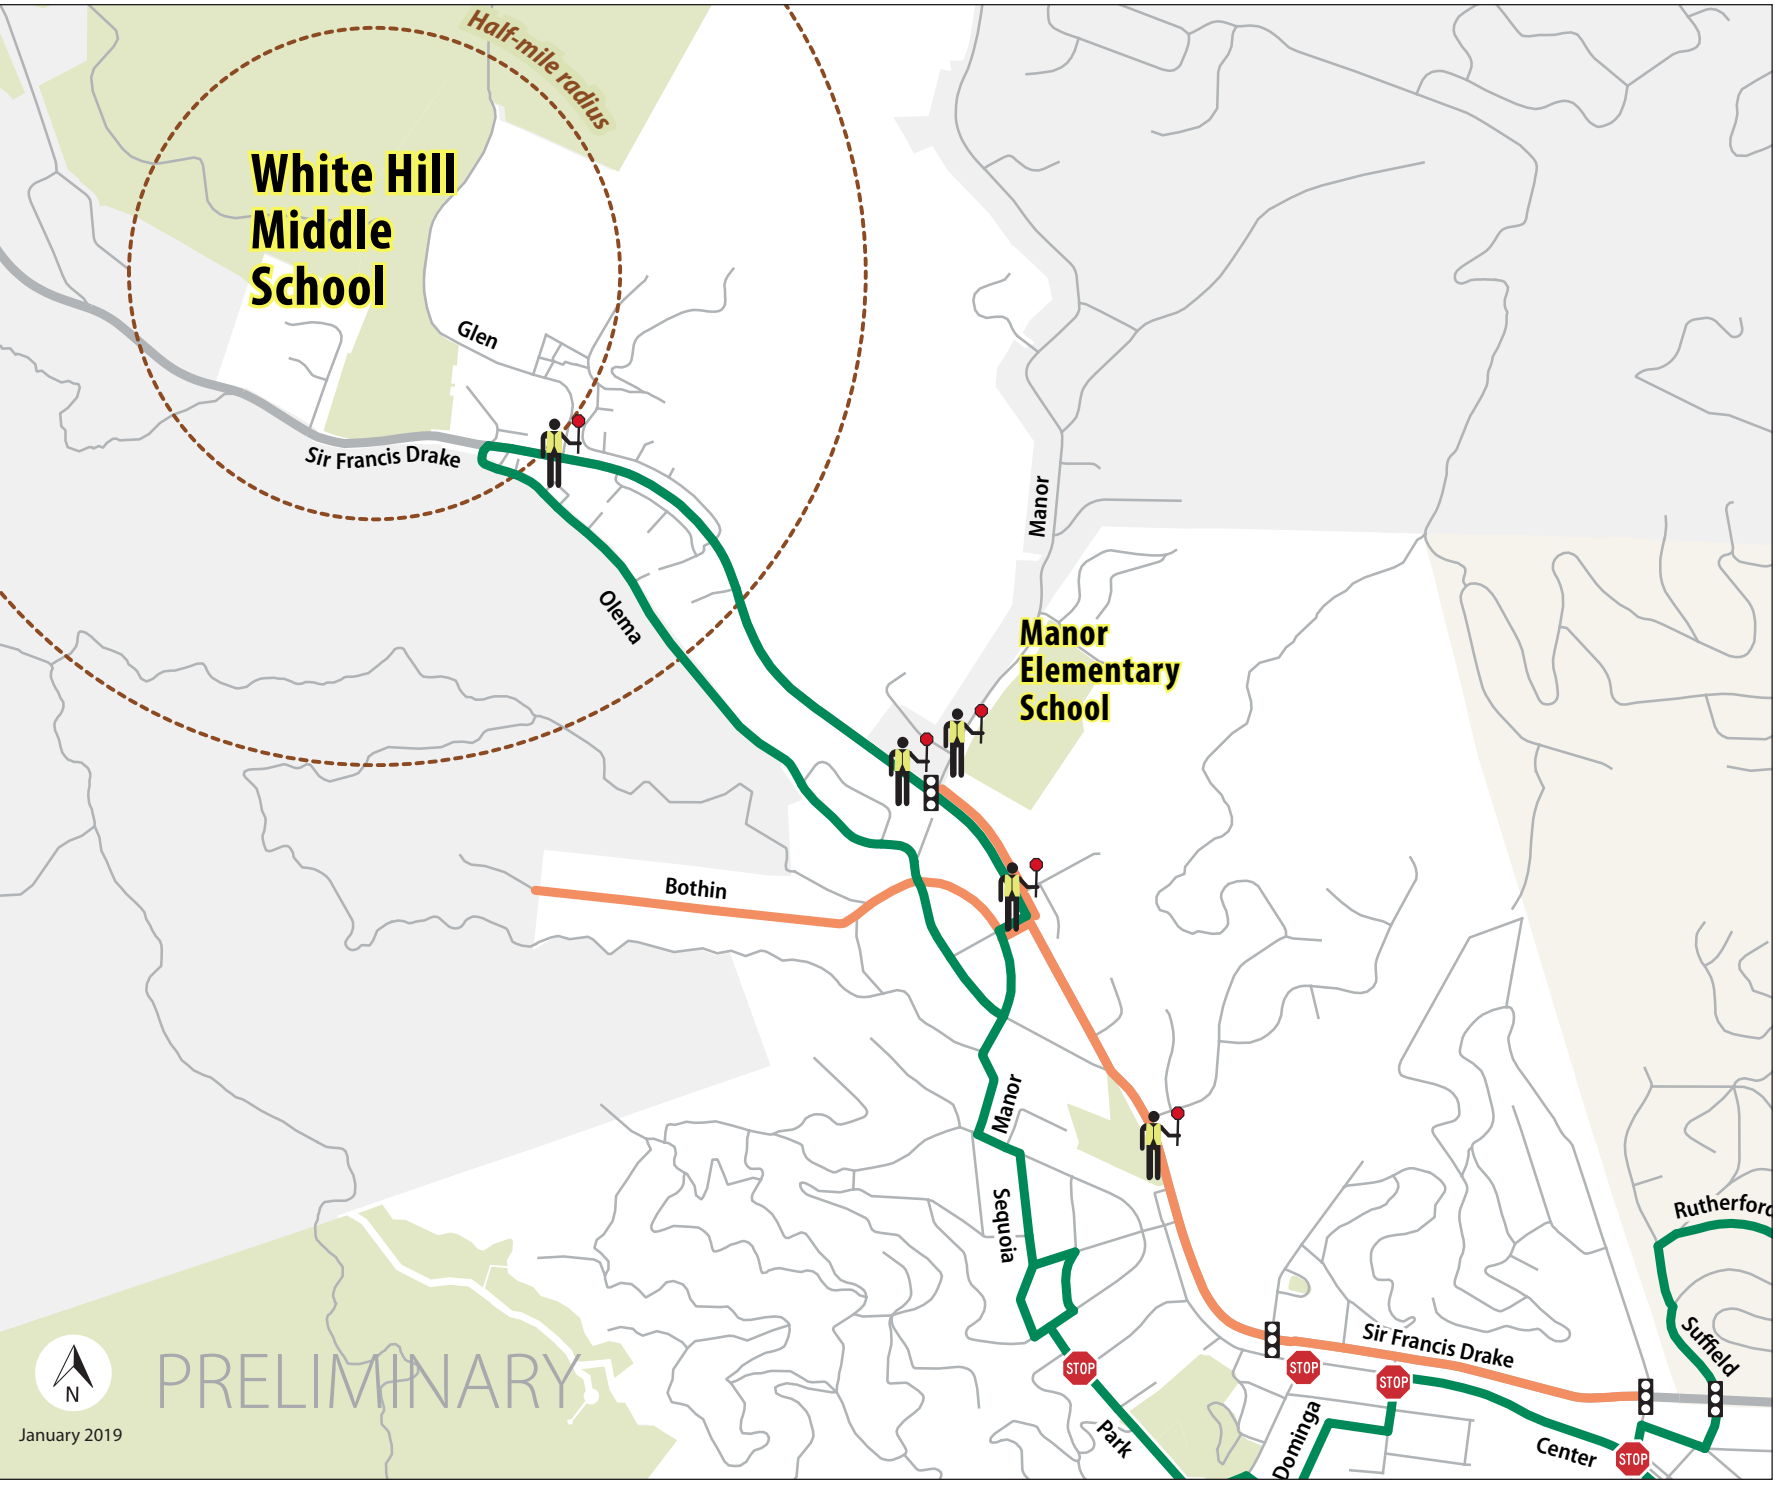 Half-mile radius
White Hill
Middle
School
Glen
Sir Francis Drake
Manor
Olema
Manor
Elementary
School
Bothin
Manor
Sequoia
Rutherford
Suffield
Sir Francis Drake
STOP
STOP
STOP
Park
Dominga
Center
STOP
N
PRELIMINARY
January 2019